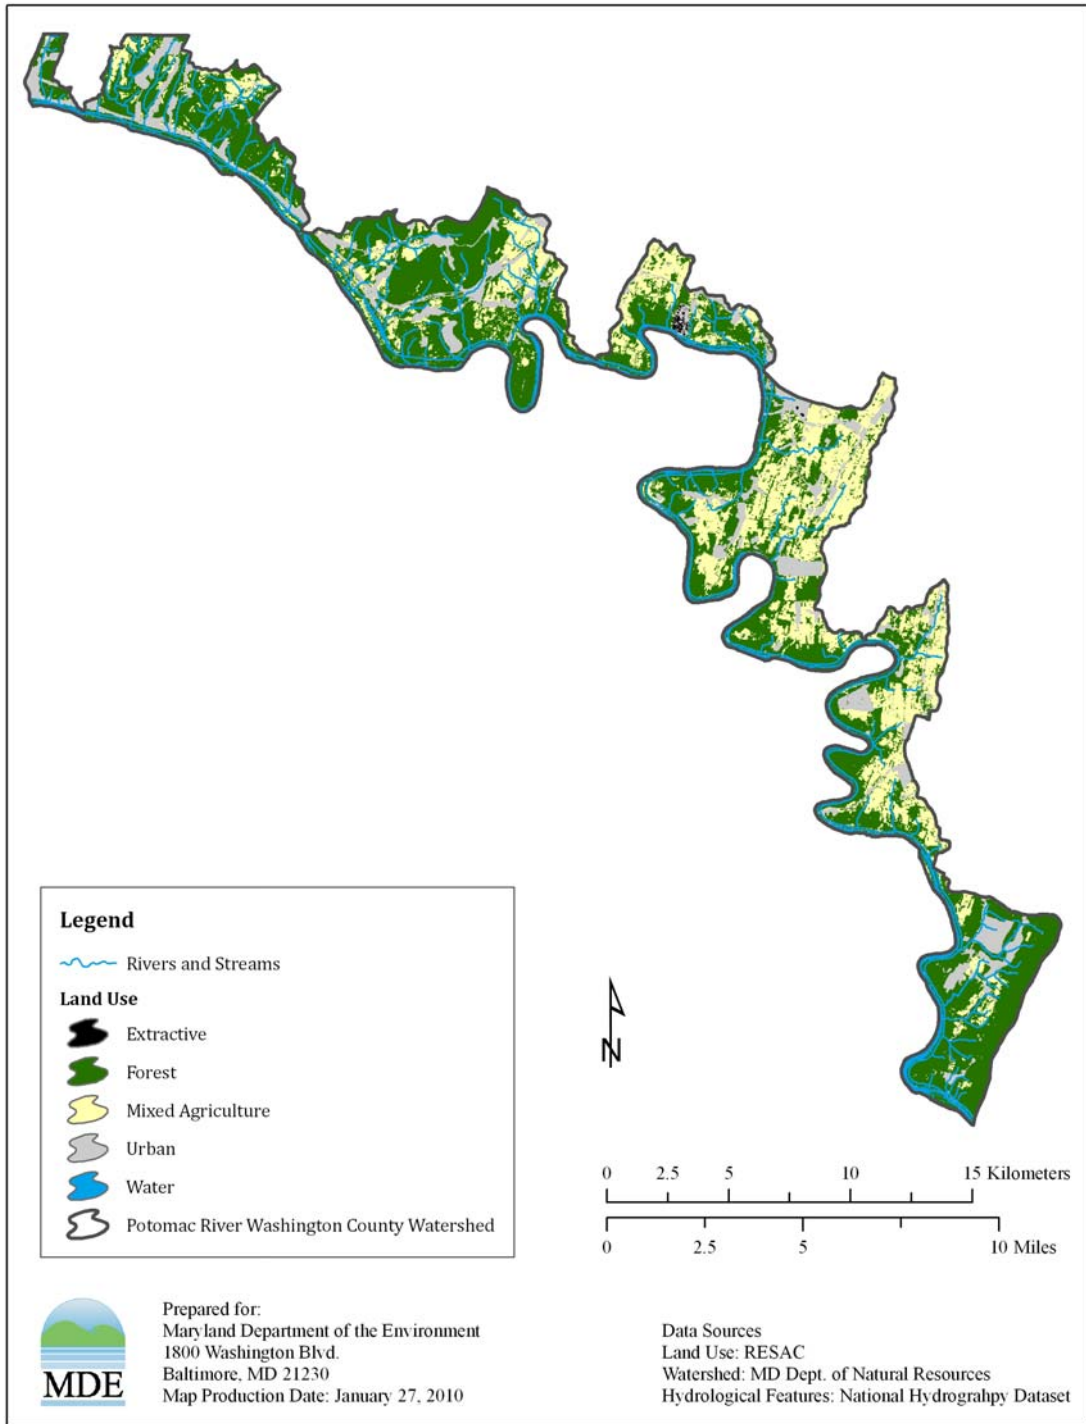 Legend
Rivers and Streams
Land Use
Extractive
Forest
Mixed Agriculture
Urban
Water
Potomac River Washington County Watershed
N
0 2.5 5 10 15 Kilometers
0 2.5 5 10 Miles
MDE
Prepared for:
Maryland Department of the Environment
1800 Washington Blvd.
Baltimore, MD 21230
Map Production Date: January 27, 2010
Data Sources
Land Use: RESAC
Watershed: MD Dept. of Natural Resources
Hydrological Features: National Hydrograhpy Dataset